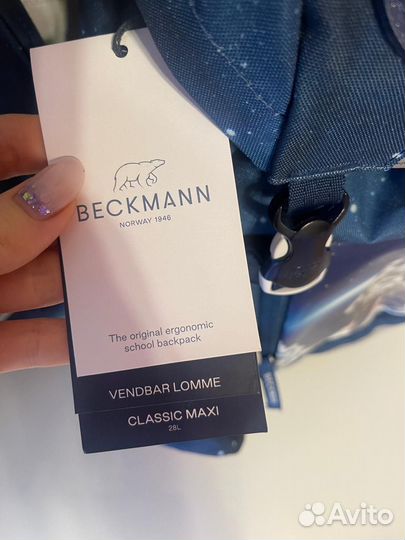 BECKMANN
NORWAY 1946
The original ergonomic
school backpack
VENDBAR LOMME
CLASSIC MAXI
28L
Avito